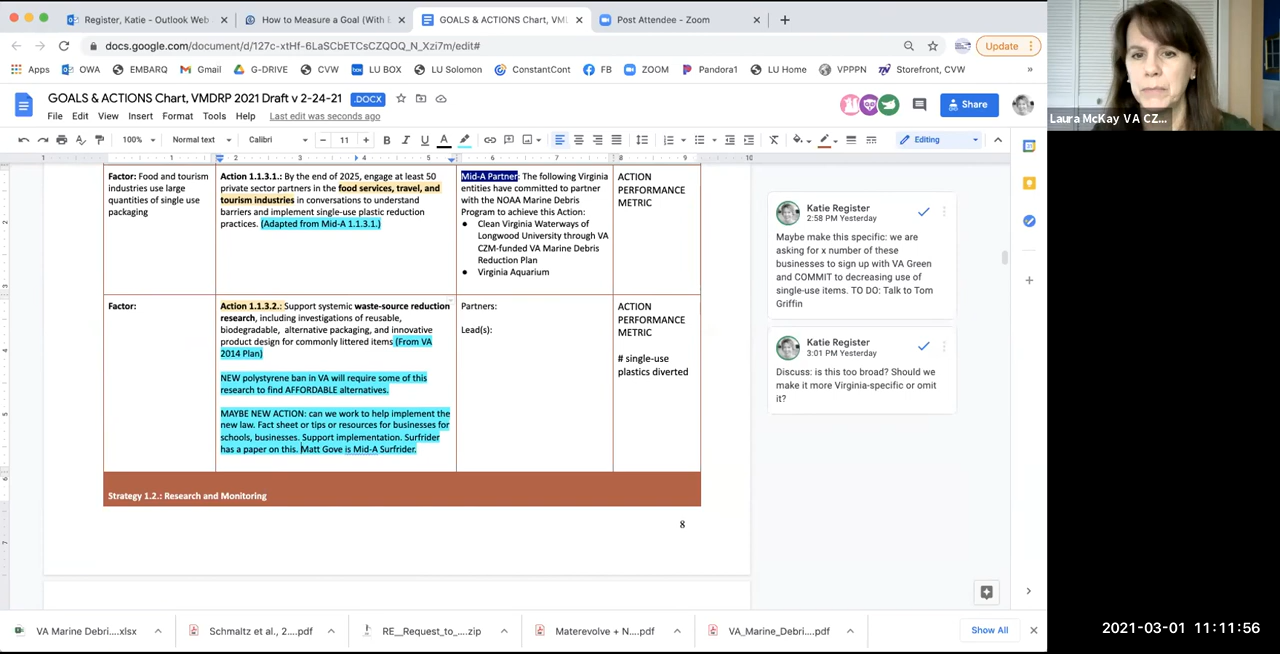 Register, Katie - Outlook Web
How to Measure a Goal (With I
GOALS & ACTIONS Chart, VML
Post Attendee - Zoom
docs.google.com/document/d/127c-xtHf-6LaSCbETCsCZQOQ_N_Xzi7m/edit#
Update
Apps
OWA
EMBARQ
Gmail
G-DRIVE
CVW
LU BOX
LU Solomon
ConstantCont
FB
ZOOM
Pandora1
LU Home
VPPPN
Storefront, CVW
»
GOALS & ACTIONS Chart, VMDRP 2021 Draft v 2-24-21
.DOCX
File Edit View Insert Format Tools Help
Last edit was seconds ago
Share
100%
Normal text
Calibri
11
B I U A
Editing
1 1 2 3 4 5 6 7 8 9 10
Factor: Food and tourism
industries use large
quantities of single use
packaging
Action 1.1.3.1.: By the end of 2025, engage at least 50
private sector partners in the food services, travel, and
tourism industries in conversations to understand
barriers and implement single-use plastic reduction
practices. (Adapted from Mid-A 1.1.3.1.)
Mid-A Partner: The following Virginia
entities have committed to partner
with the NOAA Marine Debris
Program to achieve this Action:
● Clean Virginia Waterways of
Longwood University through VA
CZM-funded VA Marine Debris
Reduction Plan
● Virginia Aquarium
ACTION
PERFORMANCE
METRIC
Factor:
Action 1.1.3.2.: Support systemic waste-source reduction
research, including investigations of reusable,
biodegradable, alternative packaging, and innovative
product design for commonly littered items (From VA
2014 Plan)
NEW polystyrene ban in VA will require some of this
research to find AFFORDABLE alternatives.
MAYBE NEW ACTION: can we work to help implement the
new law. Fact sheet or tips or resources for businesses for
schools, businesses. Support implementation. Surfrider
has a paper on this. Matt Gove is Mid-A Surfrider.
Partners:
Lead(s):
ACTION
PERFORMANCE
METRIC
# single-use
plastics diverted
Strategy 1.2.: Research and Monitoring
8
Katie Register
2:58 PM Yesterday
Maybe make this specific: we are
asking for x number of these
businesses to sign up with VA Green
and COMMIT to decreasing use of
single-use items. TO DO: Talk to Tom
Griffin
Katie Register
3:01 PM Yesterday
Discuss: is this too broad? Should we
make it more Virginia-specific or omit
it?
VA Marine Debri....xlsx
Schmaltz et al., 2....pdf
RE__Request_to_....zip
Materevolve + N....pdf
VA_Marine_Debri....pdf
Show All
Laura McKay VA CZ...
2021-03-01 11:11:56